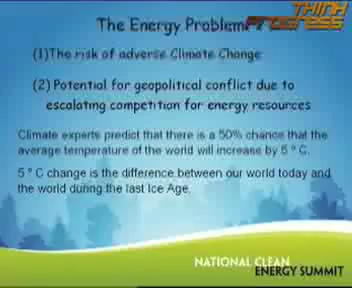 The Energy Problem
THINK
PROGRESS
(1)The risk of adverse Climate Change
(2) Potential for geopolitical conflict due to
escalating competition for energy resources
Climate experts predict that there is a 50% chance that the
average temperature of the world will increase by 5 º C.
5 º C change is the difference between our world today and
the world during the last Ice Age.
NATIONAL CLEAN
ENERGY SUMMIT